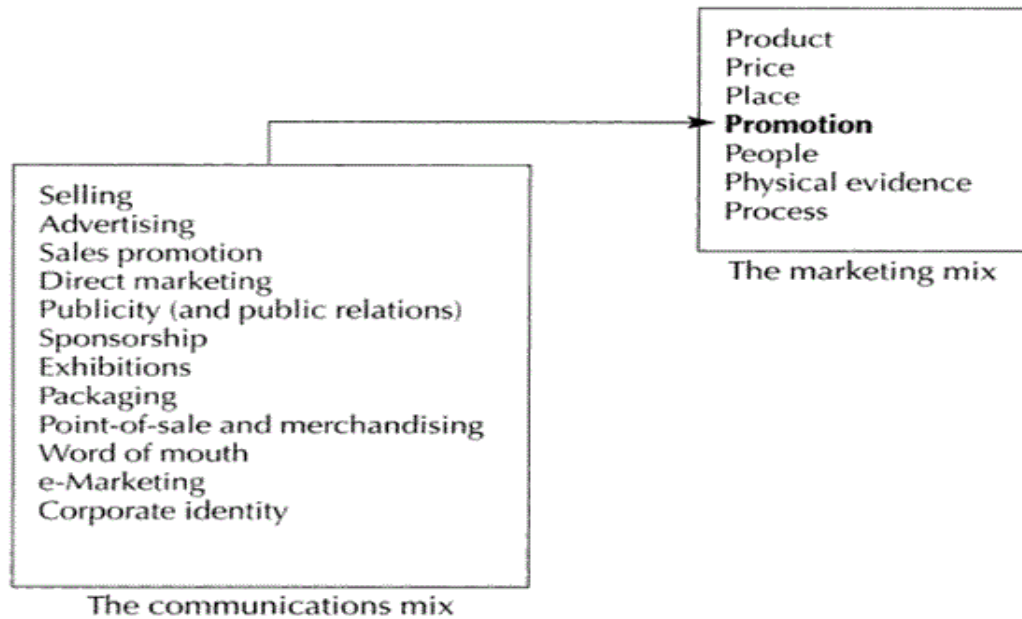 Product
Price
Place
Promotion
People
Physical evidence
Process
The marketing mix
Selling
Advertising
Sales promotion
Direct marketing
Publicity (and public relations)
Sponsorship
Exhibitions
Packaging
Point-of-sale and merchandising
Word of mouth
e-Marketing
Corporate identity
The communications mix